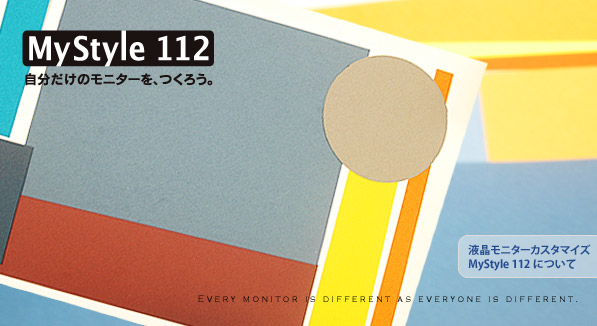 MyStyle 112
自分だけのモニターを、つくろう。
液晶モニターカスタマイズ
MyStyle 112 について
EVERY MONITOR IS DIFFERENT AS EVERYONE IS DIFFERENT.